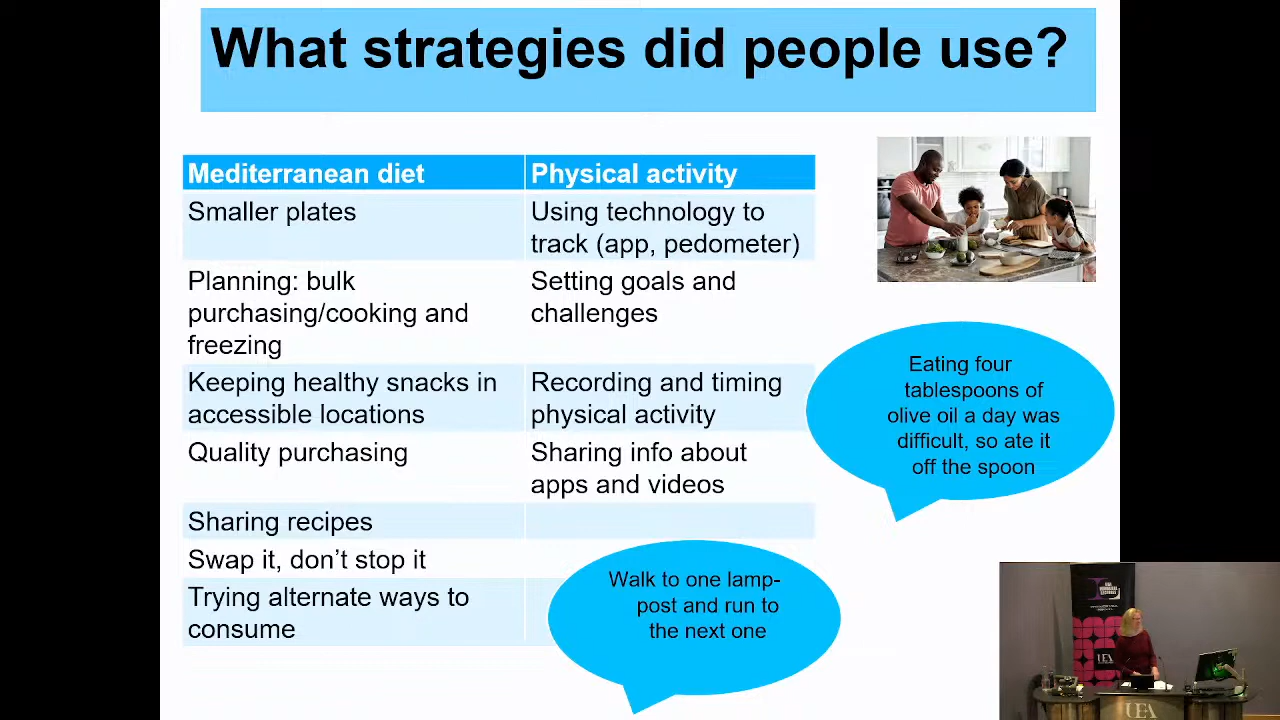 What strategies did people use?
Mediterranean diet
Physical activity
Smaller plates
Using technology to
track (app, pedometer)
Planning: bulk
purchasing/cooking and
freezing
Setting goals and
challenges
Keeping healthy snacks in
accessible locations
Recording and timing
physical activity
Quality purchasing
Sharing info about
apps and videos
Sharing recipes
Swap it, don't stop it
Trying alternate ways to
consume
Eating four
tablespoons of
olive oil a day was
difficult, so ate it
off the spoon
Walk to one lamp-
post and run to
the next one
UEA
UEA